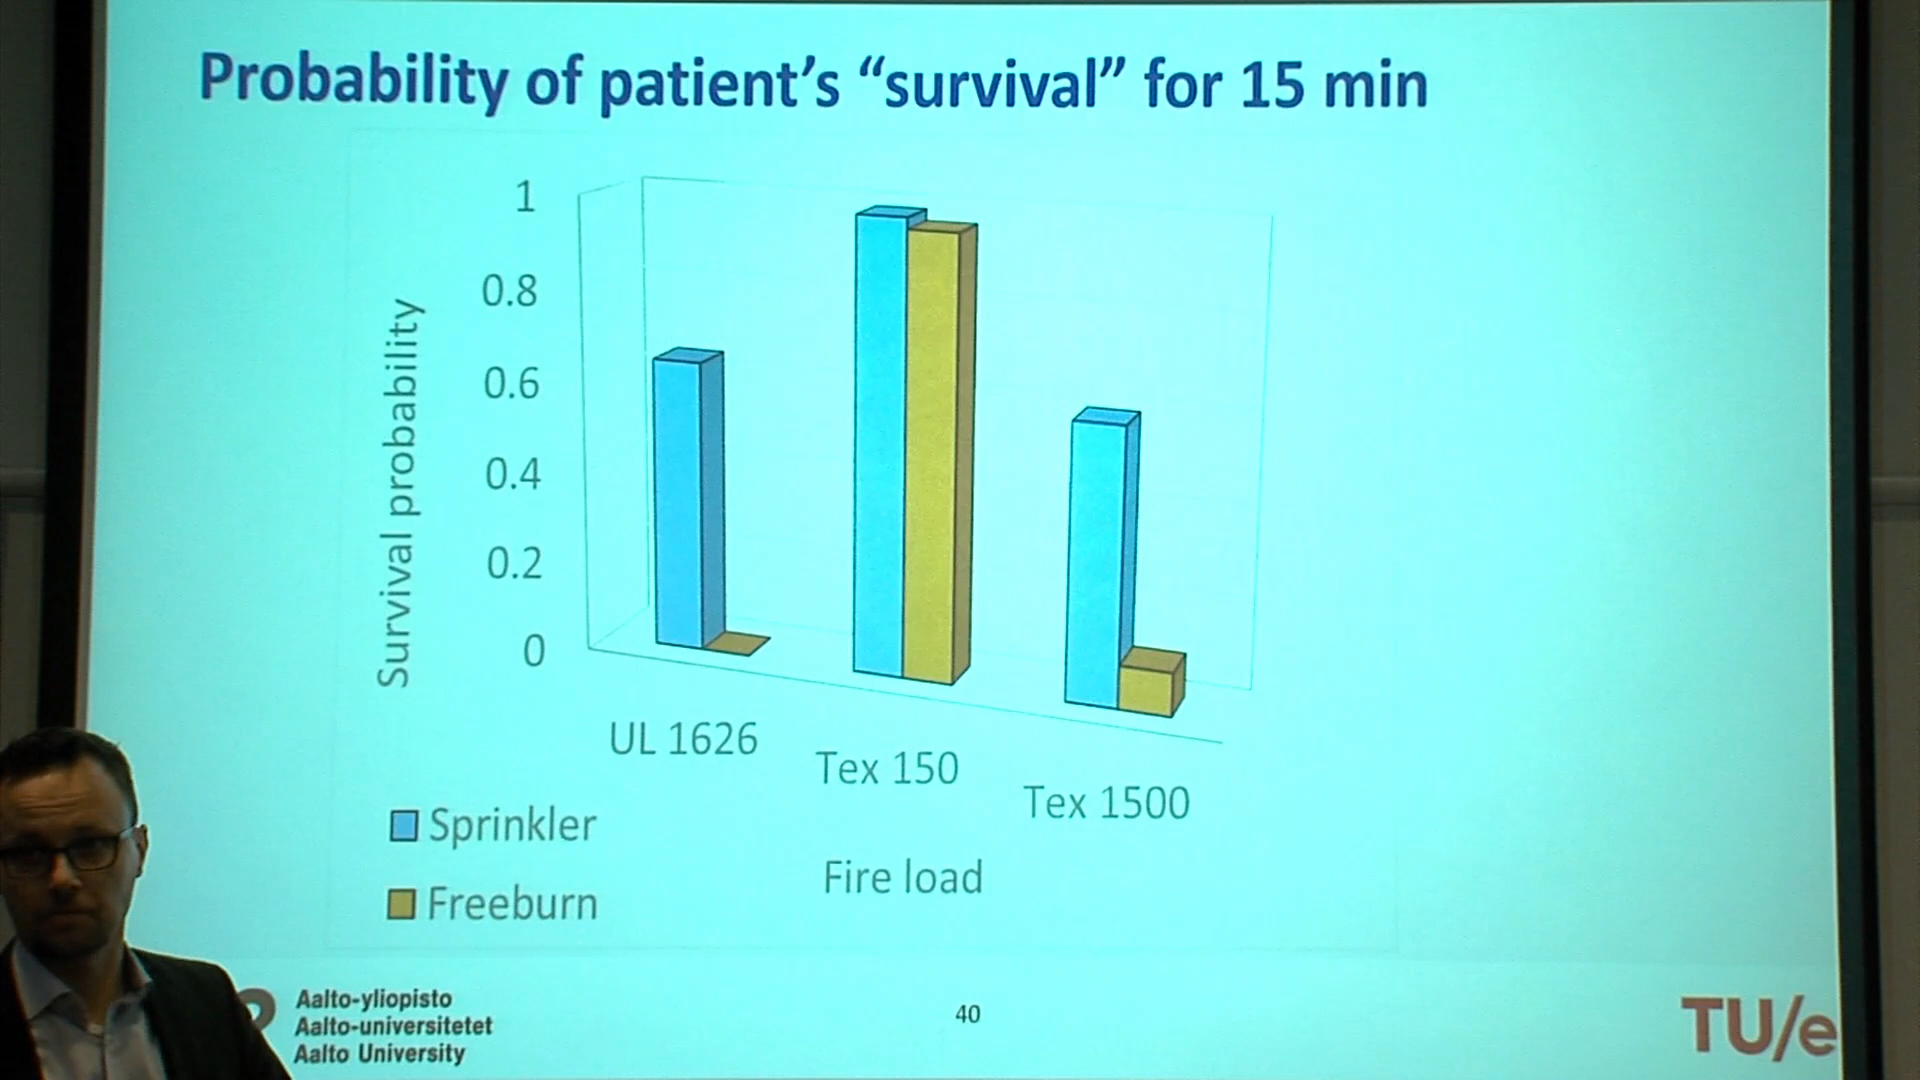 Probability of patient's “survival” for 15 min
1
0.8
0.6
0.4
0.2
0
Survival probability
UL 1626
Tex 150
Tex 1500
Fire load
Sprinkler
Freeburn
Aalto-yliopisto
Aalto-universitetet
Aalto University
40
TU/e